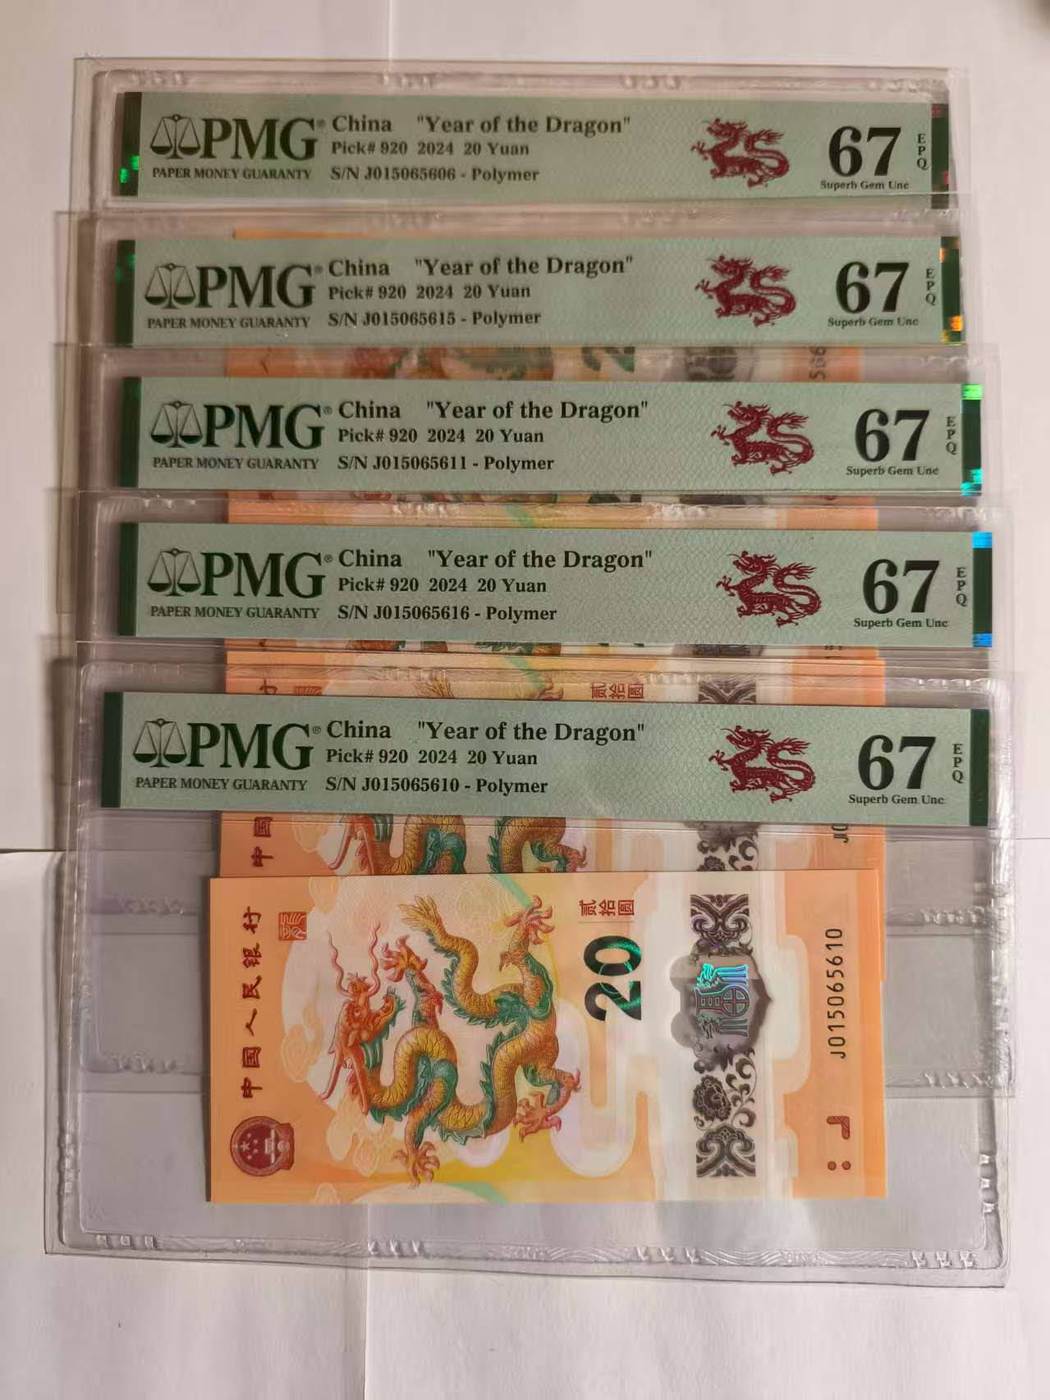 PMG® China "Year of the Dragon"
Pick# 920 2024 20 Yuan
PAPER MONEY GUARANTY S/N J015065606 - Polymer
67
EPQ
Superb Gem Unc
PMG® China "Year of the Dragon"
Pick# 920 2024 20 Yuan
PAPER MONEY GUARANTY S/N J015065615 - Polymer
67
EPQ
Superb Gem Unc
PMG® China "Year of the Dragon"
Pick# 920 2024 20 Yuan
PAPER MONEY GUARANTY S/N J015065611 - Polymer
67
EPQ
Superb Gem Unc
PMG® China "Year of the Dragon"
Pick# 920 2024 20 Yuan
PAPER MONEY GUARANTY S/N J015065616 - Polymer
67
EPQ
Superb Gem Unc
贰拾圆
PMG® China "Year of the Dragon"
Pick# 920 2024 20 Yuan
PAPER MONEY GUARANTY S/N J015065610 - Polymer
67
EPQ
Superb Gem Unc
中国
J0
中国人民银行
贰拾圆
20
J015065610